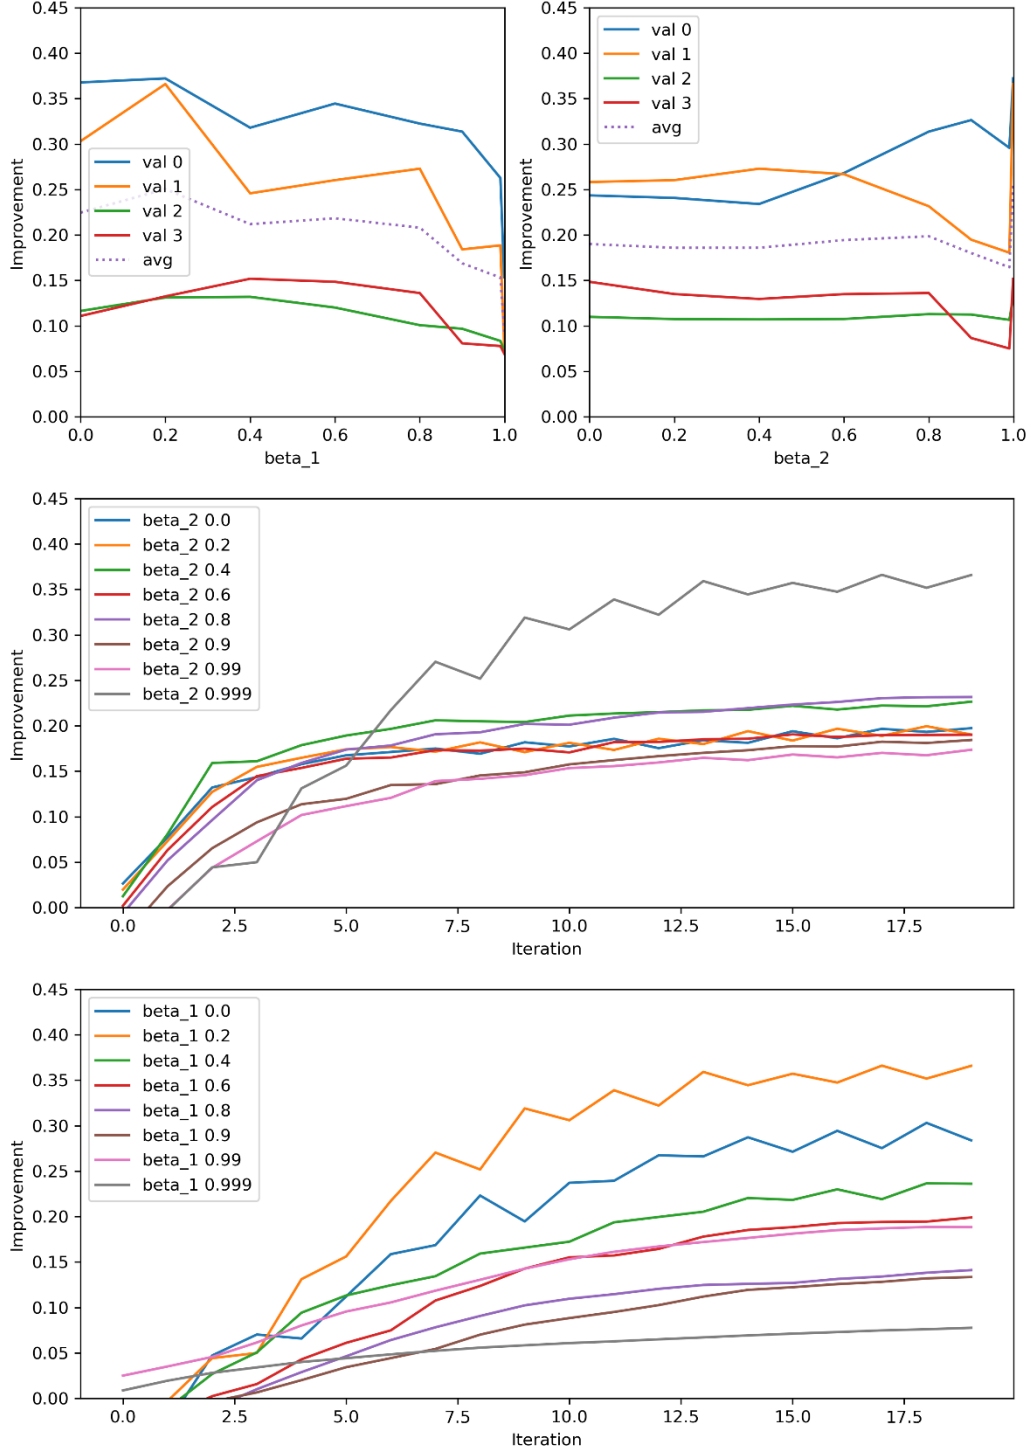 0.45
0.40
0.35
0.30
0.25
0.20
0.15
0.10
0.05
0.00
Improvement
val 0
val 1
val 2
val 3
avg
0.0 0.2 0.4 0.6 0.8 1.0
beta_1
0.45
0.40
0.35
0.30
0.25
0.20
0.15
0.10
0.05
0.00
Improvement
val 0
val 1
val 2
val 3
avg
0.0 0.2 0.4 0.6 0.8 1.0
beta_2
0.45
0.40
0.35
0.30
0.25
0.20
0.15
0.10
0.05
0.00
Improvement
beta_2 0.0
beta_2 0.2
beta_2 0.4
beta_2 0.6
beta_2 0.8
beta_2 0.9
beta_2 0.99
beta_2 0.999
0.0 2.5 5.0 7.5 10.0 12.5 15.0 17.5
Iteration
0.45
0.40
0.35
0.30
0.25
0.20
0.15
0.10
0.05
0.00
Improvement
beta_1 0.0
beta_1 0.2
beta_1 0.4
beta_1 0.6
beta_1 0.8
beta_1 0.9
beta_1 0.99
beta_1 0.999
0.0 2.5 5.0 7.5 10.0 12.5 15.0 17.5
Iteration